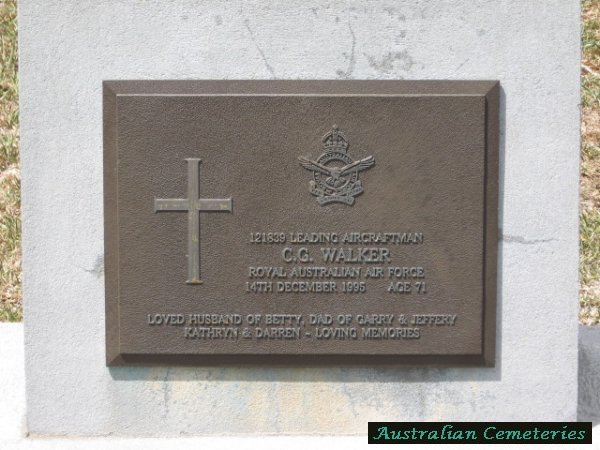 121839 LEADING AIRCRAFTMAN
C.G. WALKER
ROYAL AUSTRALIAN AIR FORCE
14TH DECEMBER 1995 AGE 71
LOVED HUSBAND OF BETTY, DAD OF GARRY & JEFFERY
KATHRYN & DARREN - LOVING MEMORIES
Australian Cemeteries